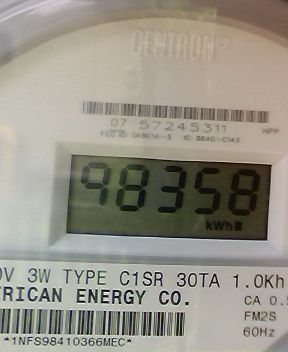 CENTRON
07 57245311 HPP
98358
kWh
0V 3W TYPE C1SR 30TA 1.0Kh
RICAN ENERGY CO.
CA 0.5
FM2S
60Hz
*1NFS98410366MEC*